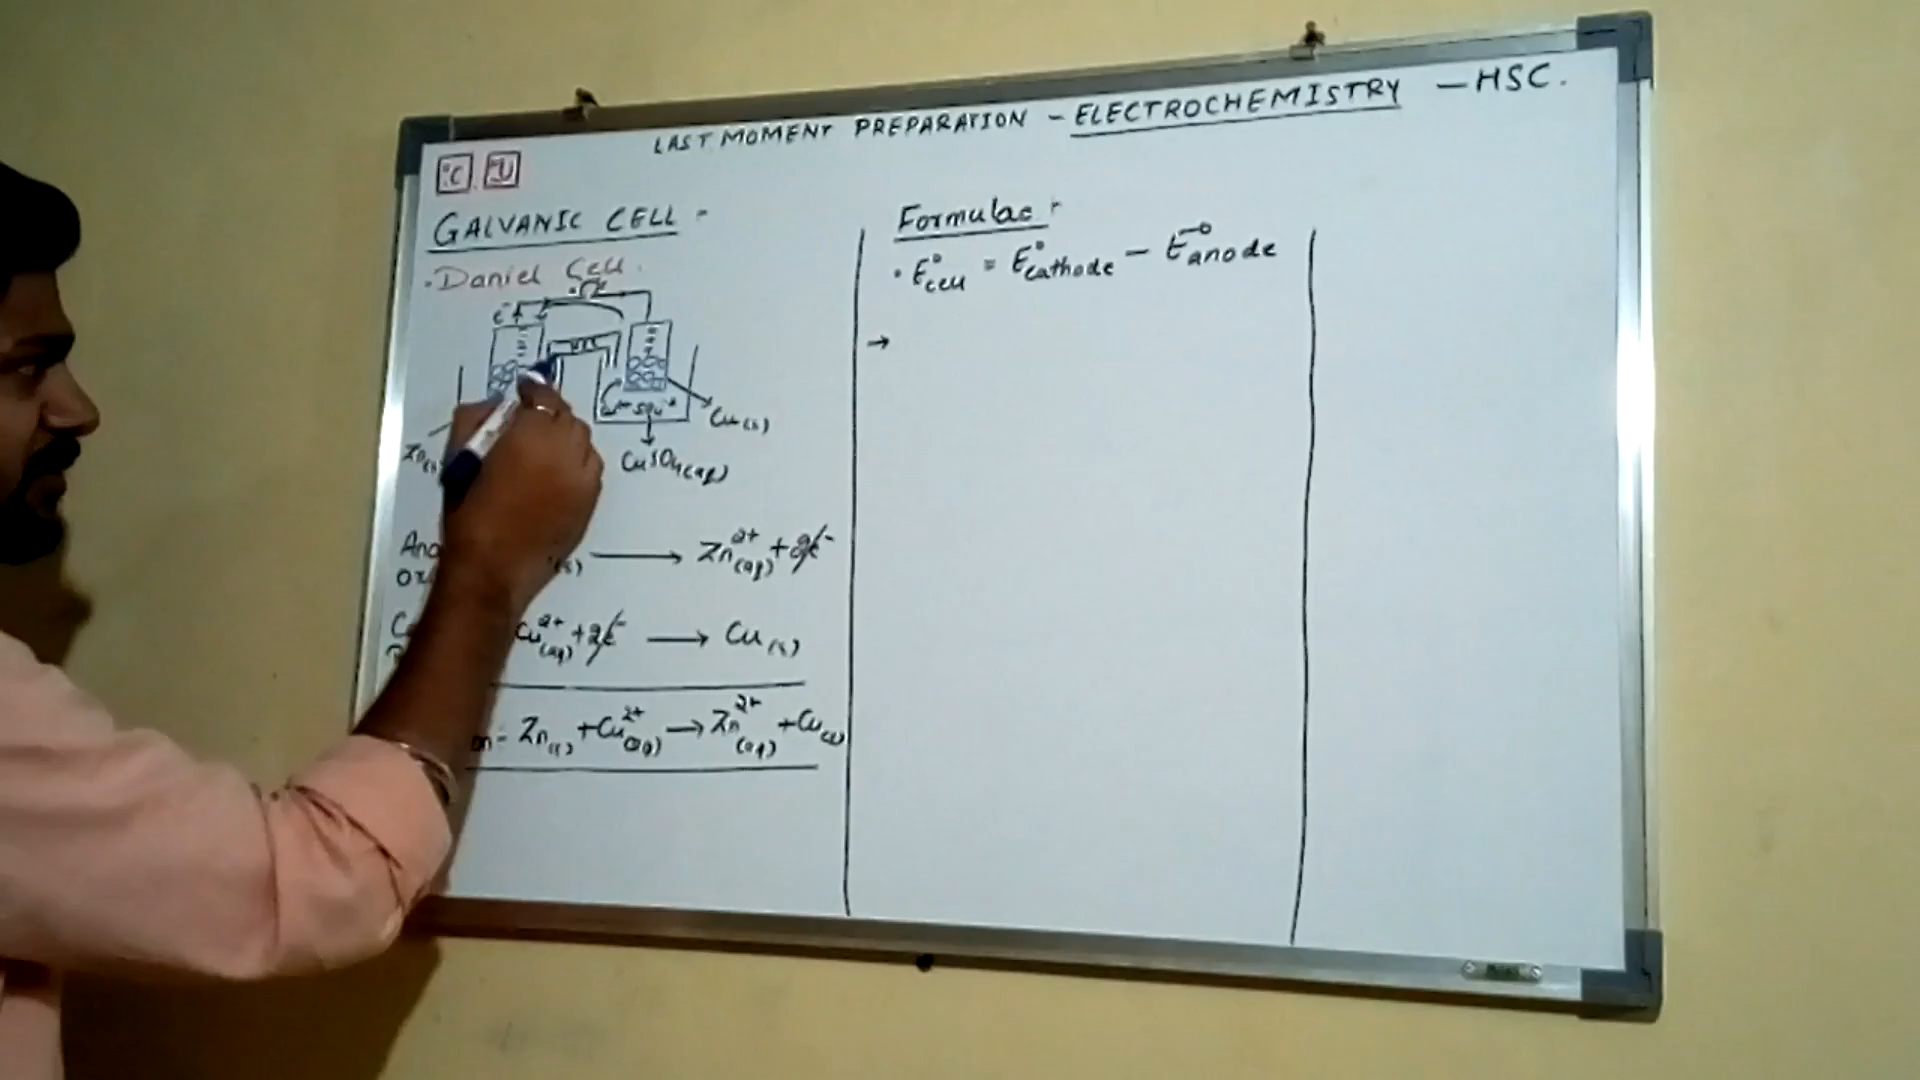 LAST MOMENT PREPARATION - ELECTROCHEMISTRY - HSC.
C U
GALVANIC CELL -
• Daniel Cell.
e⁻
Zn(s)
Cu(s)
CuSO₄(aq)
(s) ⟶ Zn²⁺(aq) + 2e⁻
Cu²⁺(aq) + 2e⁻ ⟶ Cu(s)
Zn(s) + Cu²⁺(aq) ⟶ Zn²⁺(aq) + Cu(s)
Formulae
• E°cell = E°cathode - E°anode
→